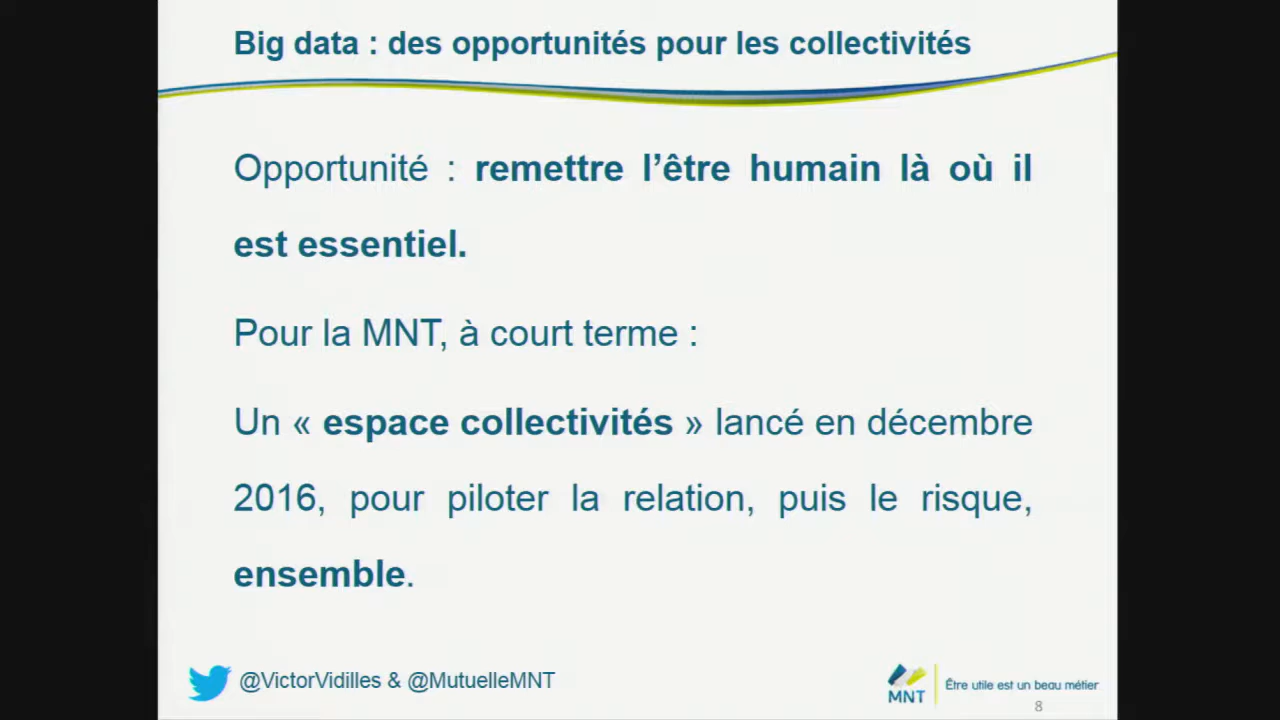 Big data : des opportunités pour les collectivités
Opportunité : remettre l’être humain là où il
est essentiel.
Pour la MNT, à court terme :
Un « espace collectivités » lancé en décembre
2016, pour piloter la relation, puis le risque,
ensemble.
@VictorVidilles & @MutuelleMNT
MNT
Être utile est un beau métier
8